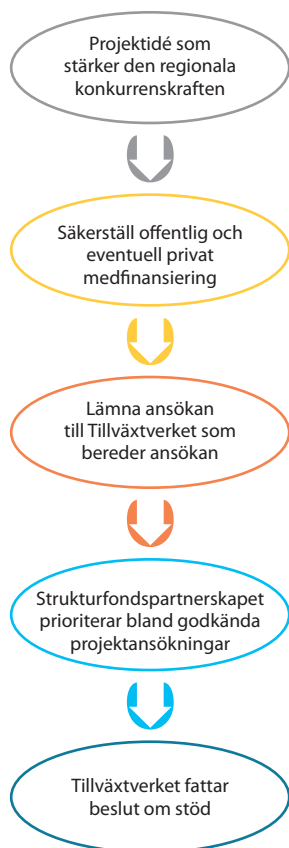 Projektidé som
stärker den regionala
konkurrenskraften
Säkerställ offentlig och
eventuell privat
medfinansiering
Lämna ansökan
till Tillväxtverket som
bereder ansökan
Strukturfondspartnerskapet
prioriterar bland godkända
projektansökningar
Tillväxtverket fattar
beslut om stöd